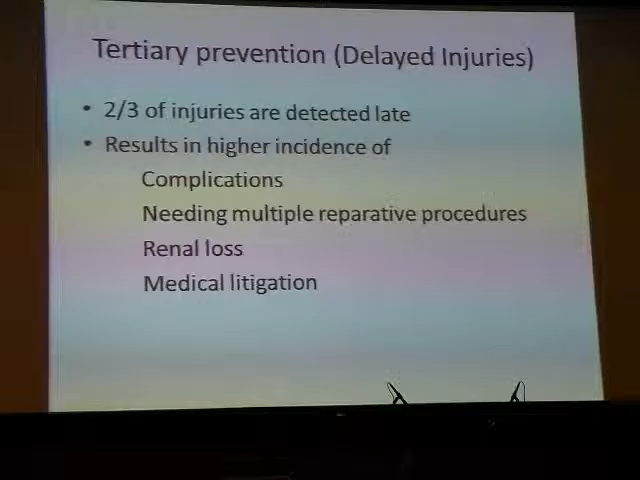 Tertiary prevention (Delayed Injuries)
• 2/3 of injuries are detected late
• Results in higher incidence of
Complications
Needing multiple reparative procedures
Renal loss
Medical litigation